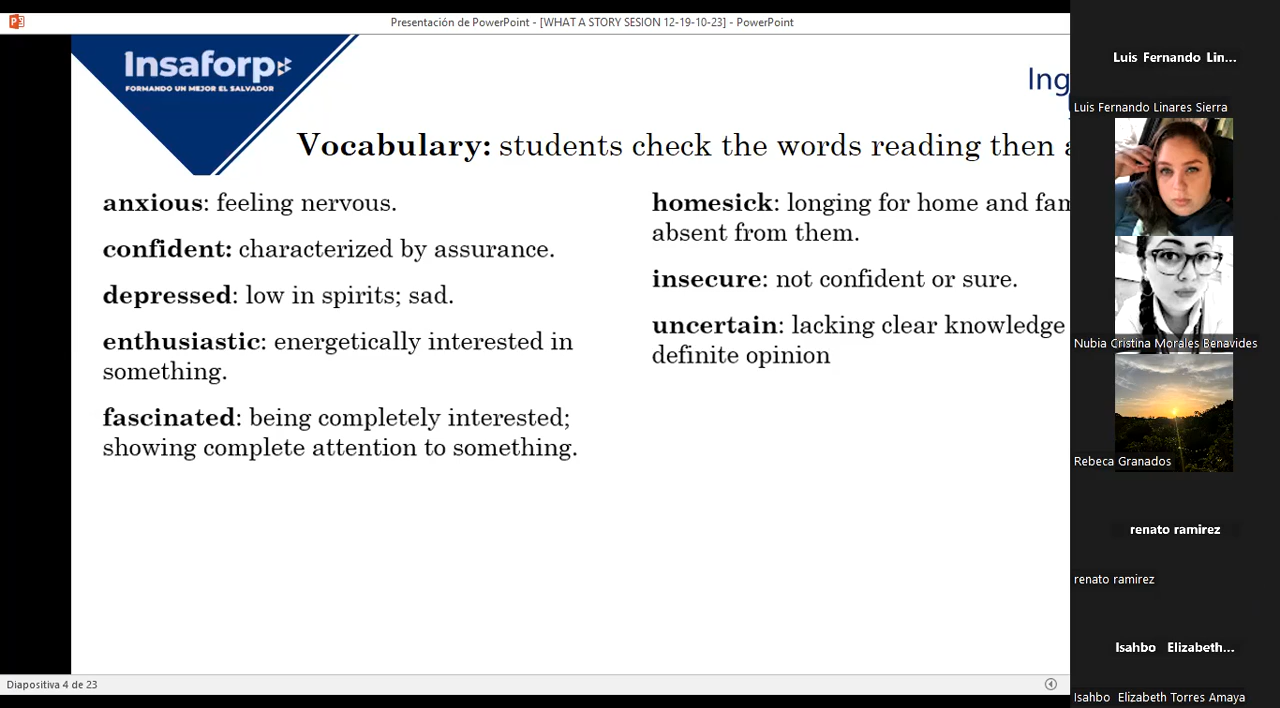 Presentación de PowerPoint - [WHAT A STORY SESION 12-19-10-23] - PowerPoint
Insaforp
FORMANDO UN MEJOR EL SALVADOR
Ing
Vocabulary: students check the words reading then a
anxious: feeling nervous.
confident: characterized by assurance.
depressed: low in spirits; sad.
enthusiastic: energetically interested in
something.
fascinated: being completely interested;
showing complete attention to something.
homesick: longing for home and fam
absent from them.
insecure: not confident or sure.
uncertain: lacking clear knowledge
definite opinion
Diapositiva 4 de 23
Luis Fernando Lin...
Luis Fernando Linares Sierra
Nubia Cristina Morales Benavides
Rebeca Granados
renato ramirez
renato ramirez
Isahbo Elizabeth...
Isahbo Elizabeth Torres Amaya